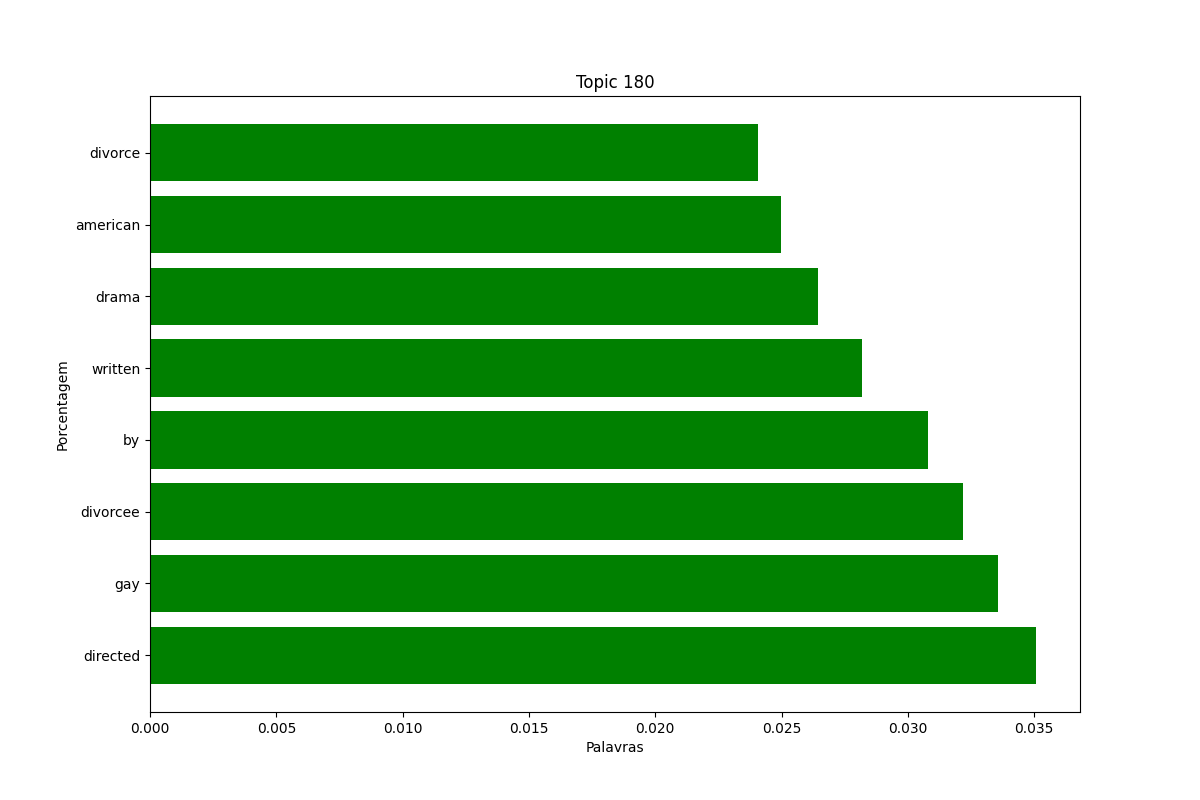 Topic 180
divorce
american
drama
written
by
divorcee
gay
directed
Porcentagem
0.000 0.005 0.010 0.015 0.020 0.025 0.030 0.035
Palavras